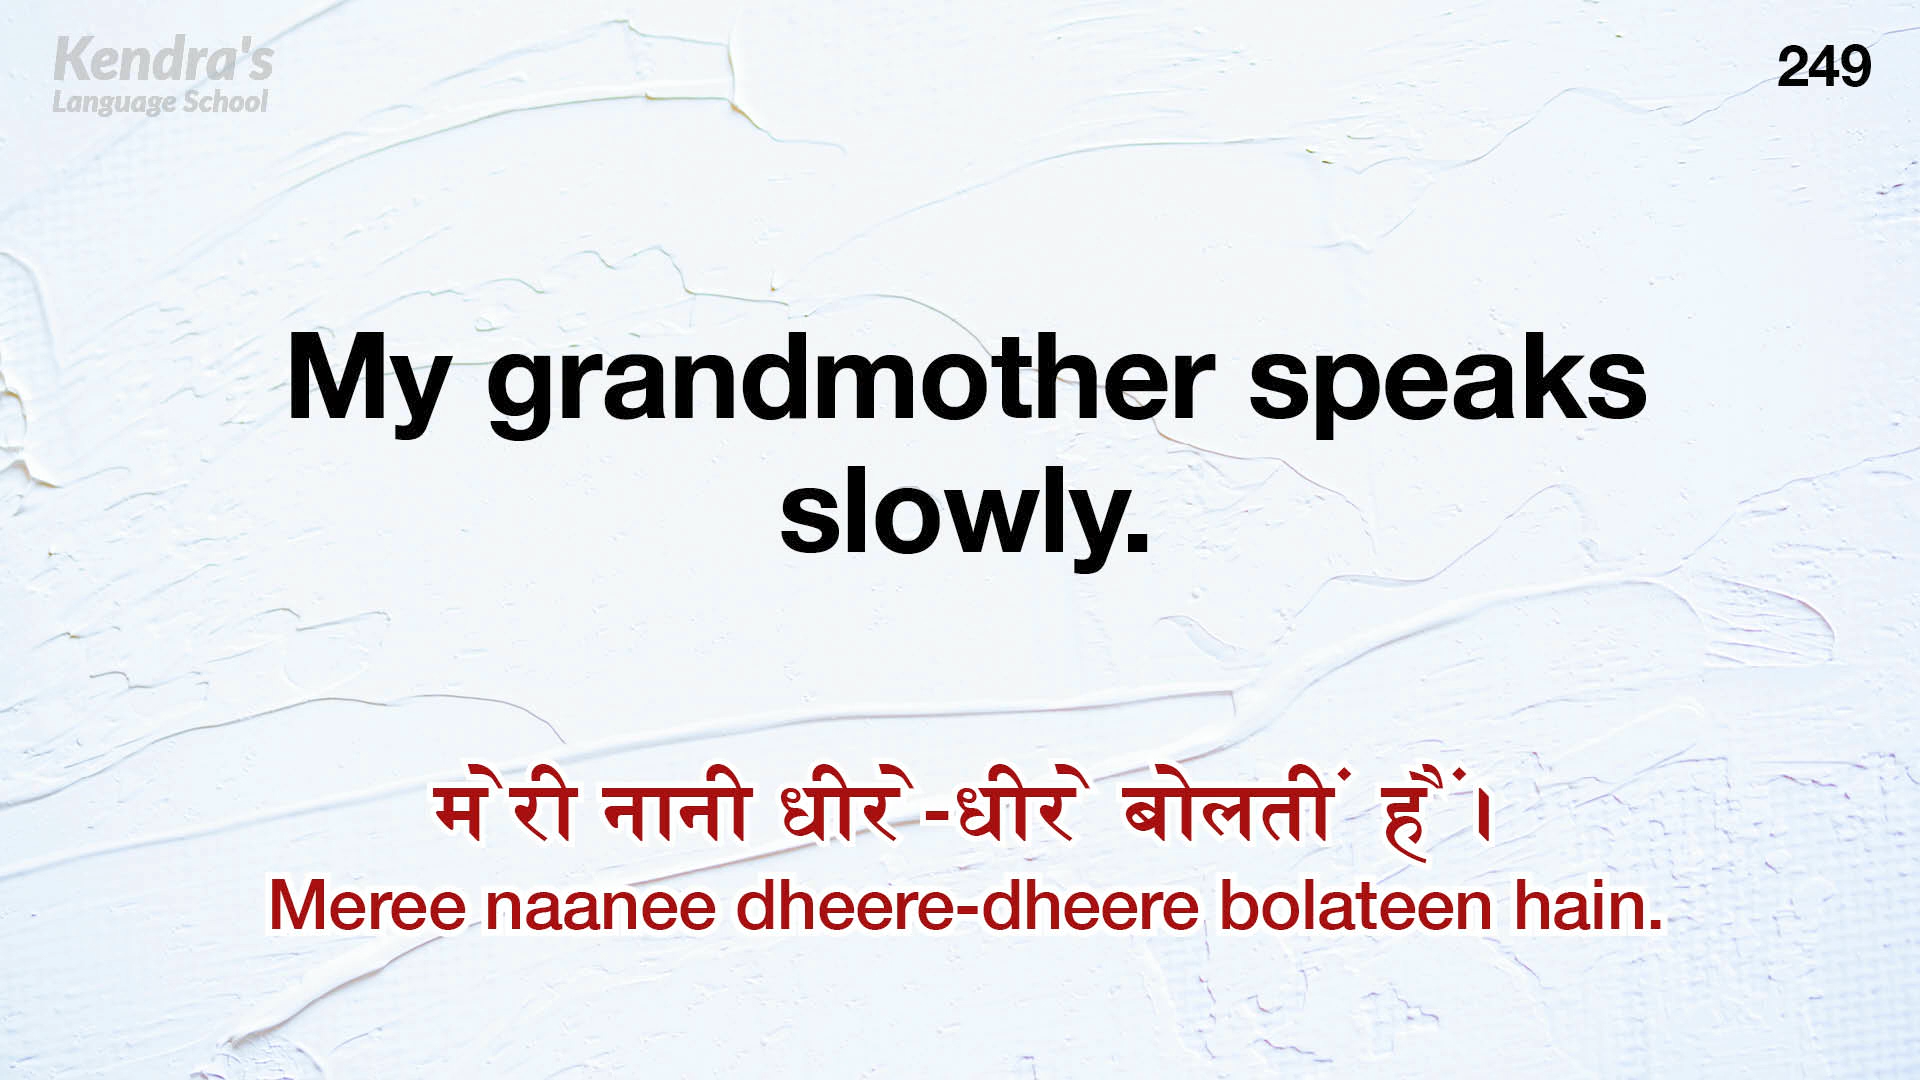 Kendra's
Language School
249
My grandmother speaks
slowly.
मेरी नानी धीरे-धीरे बोलतीं हैं।
Meree naanee dheere-dheere bolateen hain.